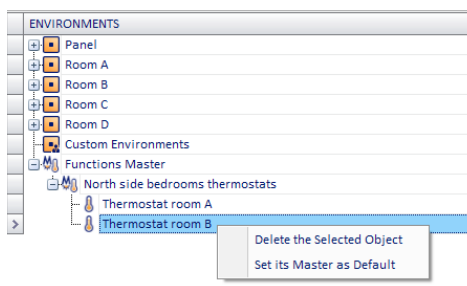 ENVIRONMENTS
Panel
Room A
Room B
Room C
Room D
Custom Environments
Functions Master
North side bedrooms thermostats
Thermostat room A
Thermostat room B
Delete the Selected Object
Set its Master as Default